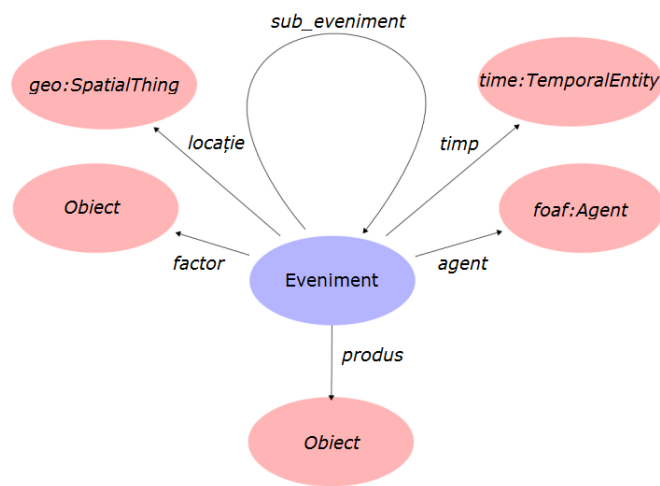 sub_eveniment
geo:SpatialThing
time:TemporalEntity
locație
timp
Obiect
foaf:Agent
factor
agent
Eveniment
produs
Obiect